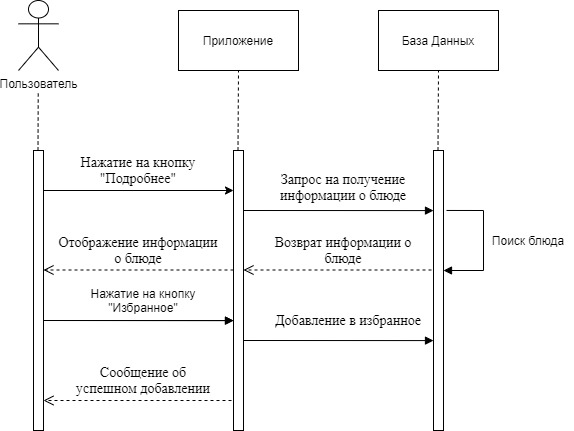 Приложение
База Данных
Пользователь
Нажатие на кнопку
"Подробнее"
Запрос на получение
информации о блюде
Поиск блюда
Отображение информации
о блюде
Возврат информации о
блюде
Нажатие на кнопку
"Избранное"
Добавление в избранное
Сообщение об
успешном добавлении